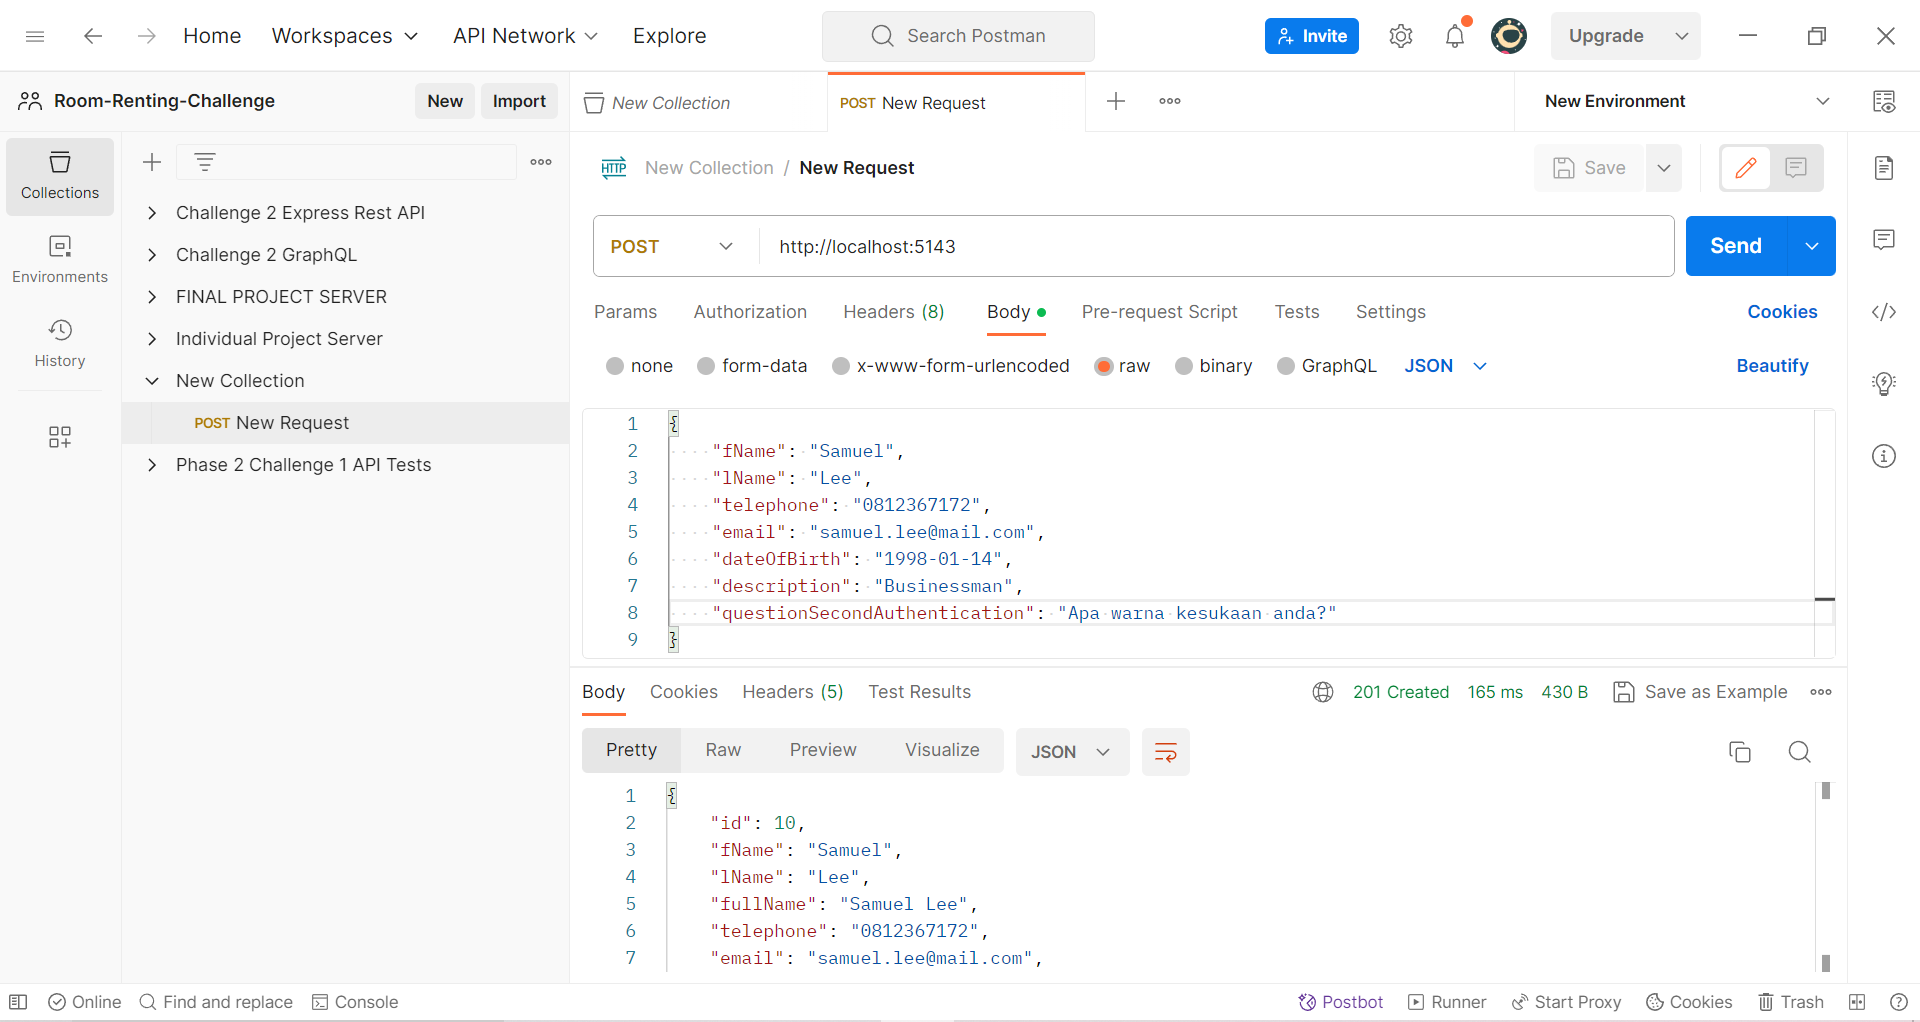 Home Workspaces API Network Explore Search Postman Invite Upgrade
Room-Renting-Challenge New Import New Collection POST New Request New Environment
Collections
Environments
History
Challenge 2 Express Rest API
Challenge 2 GraphQL
FINAL PROJECT SERVER
Individual Project Server
New Collection
POST New Request
Phase 2 Challenge 1 API Tests
HTTP New Collection / New Request Save
POST http://localhost:5143 Send
Params Authorization Headers (8) Body Pre-request Script Tests Settings Cookies
none form-data x-www-form-urlencoded raw binary GraphQL JSON Beautify
1 {
2 "fName": "Samuel",
3 "lName": "Lee",
4 "telephone": "0812367172",
5 "email": "samuel.lee@mail.com",
6 "dateOfBirth": "1998-01-14",
7 "description": "Businessman",
8 "questionSecondAuthentication": "Apa warna kesukaan anda?"
9 }
Body Cookies Headers (5) Test Results 201 Created 165 ms 430 B Save as Example
Pretty Raw Preview Visualize JSON
1 {
2 "id": 10,
3 "fName": "Samuel",
4 "lName": "Lee",
5 "fullName": "Samuel Lee",
6 "telephone": "0812367172",
7 "email": "samuel.lee@mail.com",
Online Find and replace Console Postbot Runner Start Proxy Cookies Trash